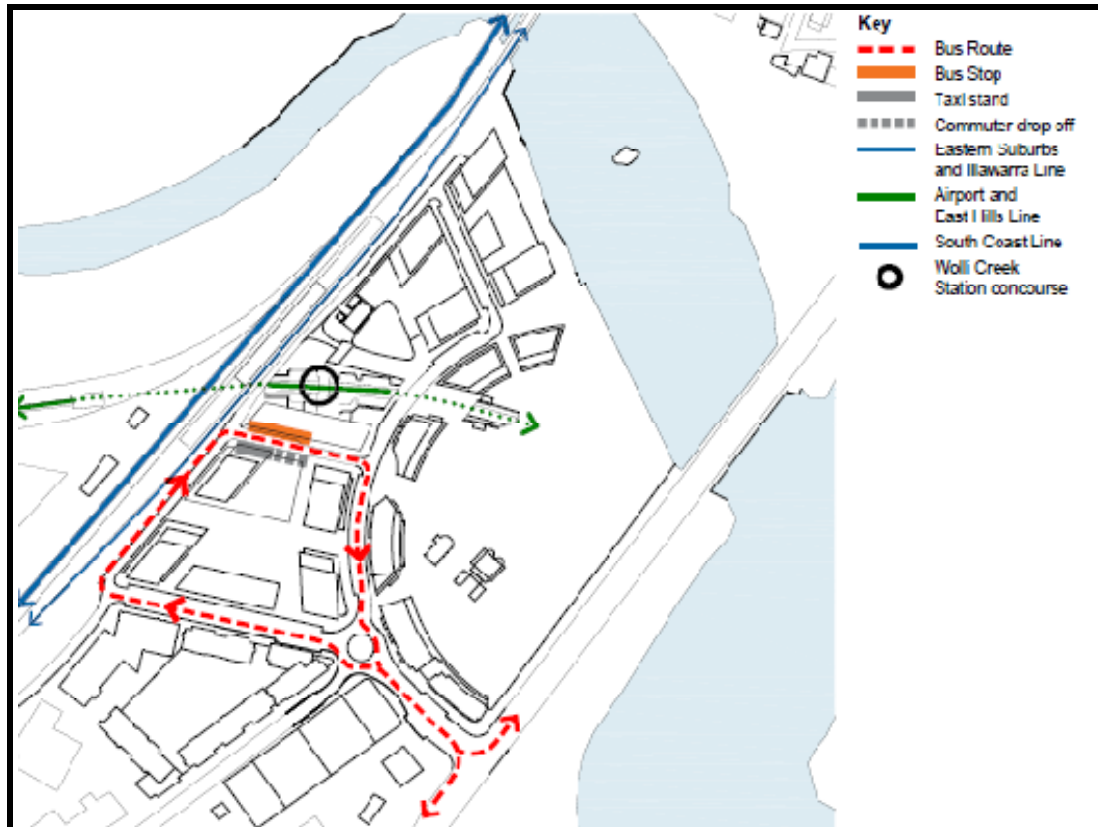 Key
Bus Route
Bus Stop
Taxi stand
Commuter drop off
Eastern Suburbs
and Illawarra Line
Airport and
East Hills Line
South Coast Line
Wolli Creek
Station concourse